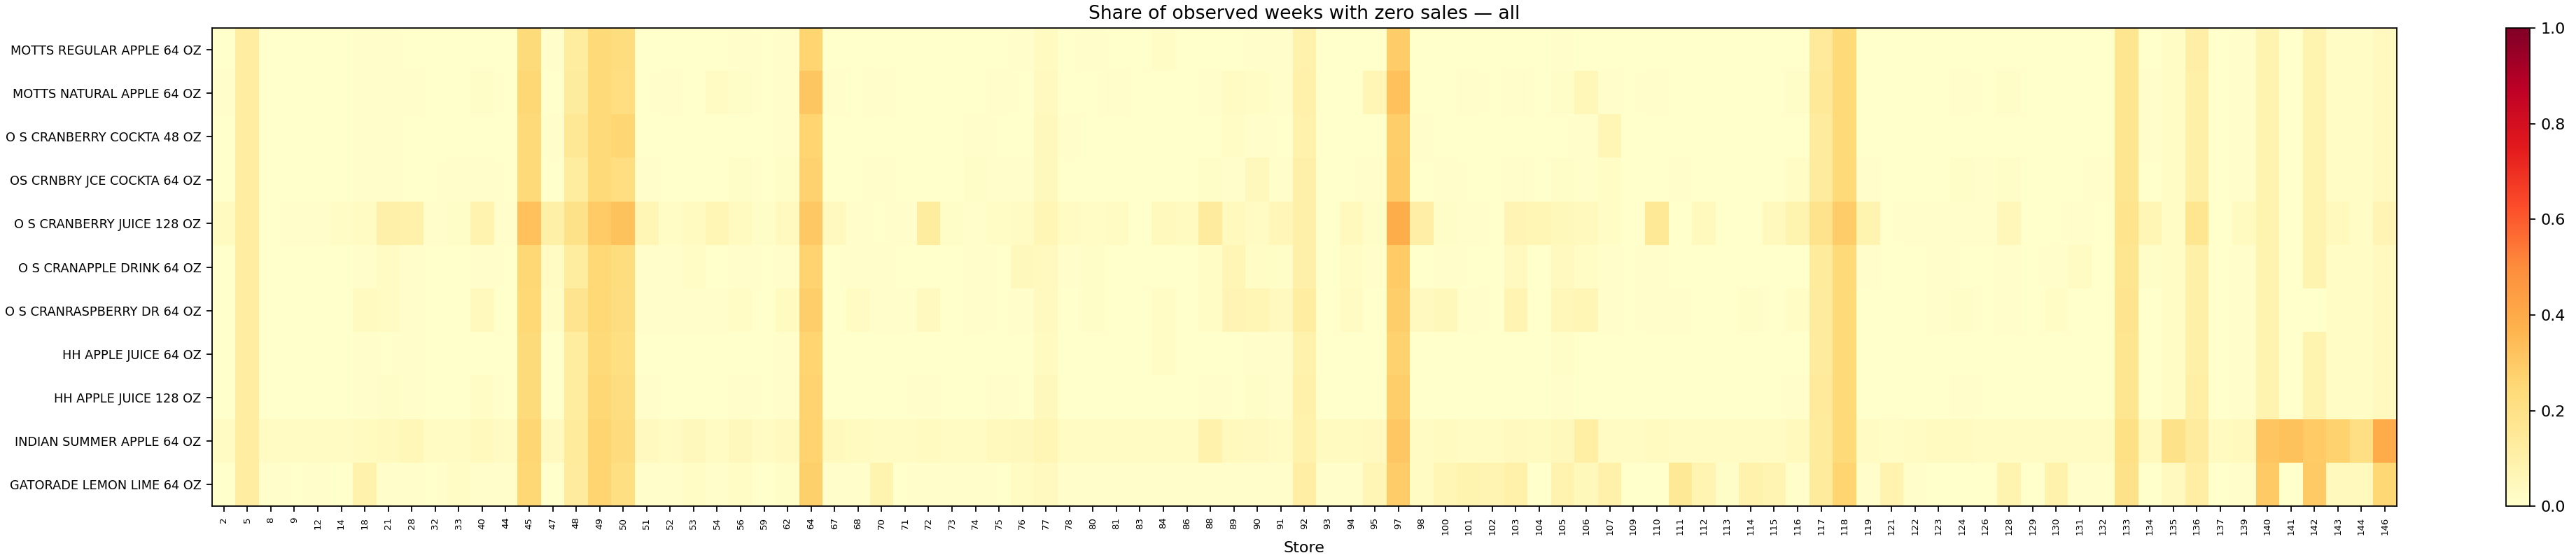 Share of observed weeks with zero sales — all
MOTTS REGULAR APPLE 64 OZ
MOTTS NATURAL APPLE 64 OZ
O S CRANBERRY COCKTA 48 OZ
OS CRNBRY JCE COCKTA 64 OZ
O S CRANBERRY JUICE 128 OZ
O S CRANAPPLE DRINK 64 OZ
O S CRANRASPBERRY DR 64 OZ
HH APPLE JUICE 64 OZ
HH APPLE JUICE 128 OZ
INDIAN SUMMER APPLE 64 OZ
GATORADE LEMON LIME 64 OZ
2 5 8 9 12 14 18 21 28 32 33 40 44 45 47 48 49 50 51 52 53 54 56 59 62 64 67 68 70 71 72 73 74 75 76 77 78 80 81 83 84 86 88 89 90 91 92 93 94 95 97 98 100 101 102 103 104 105 106 107 109 110 111 112 113 114 115 116 117 118 119 121 122 123 124 126 128 129 130 131 132 133 134 135 136 137 139 140 141 142 143 144 146
Store
1.0
0.8
0.6
0.4
0.2
0.0